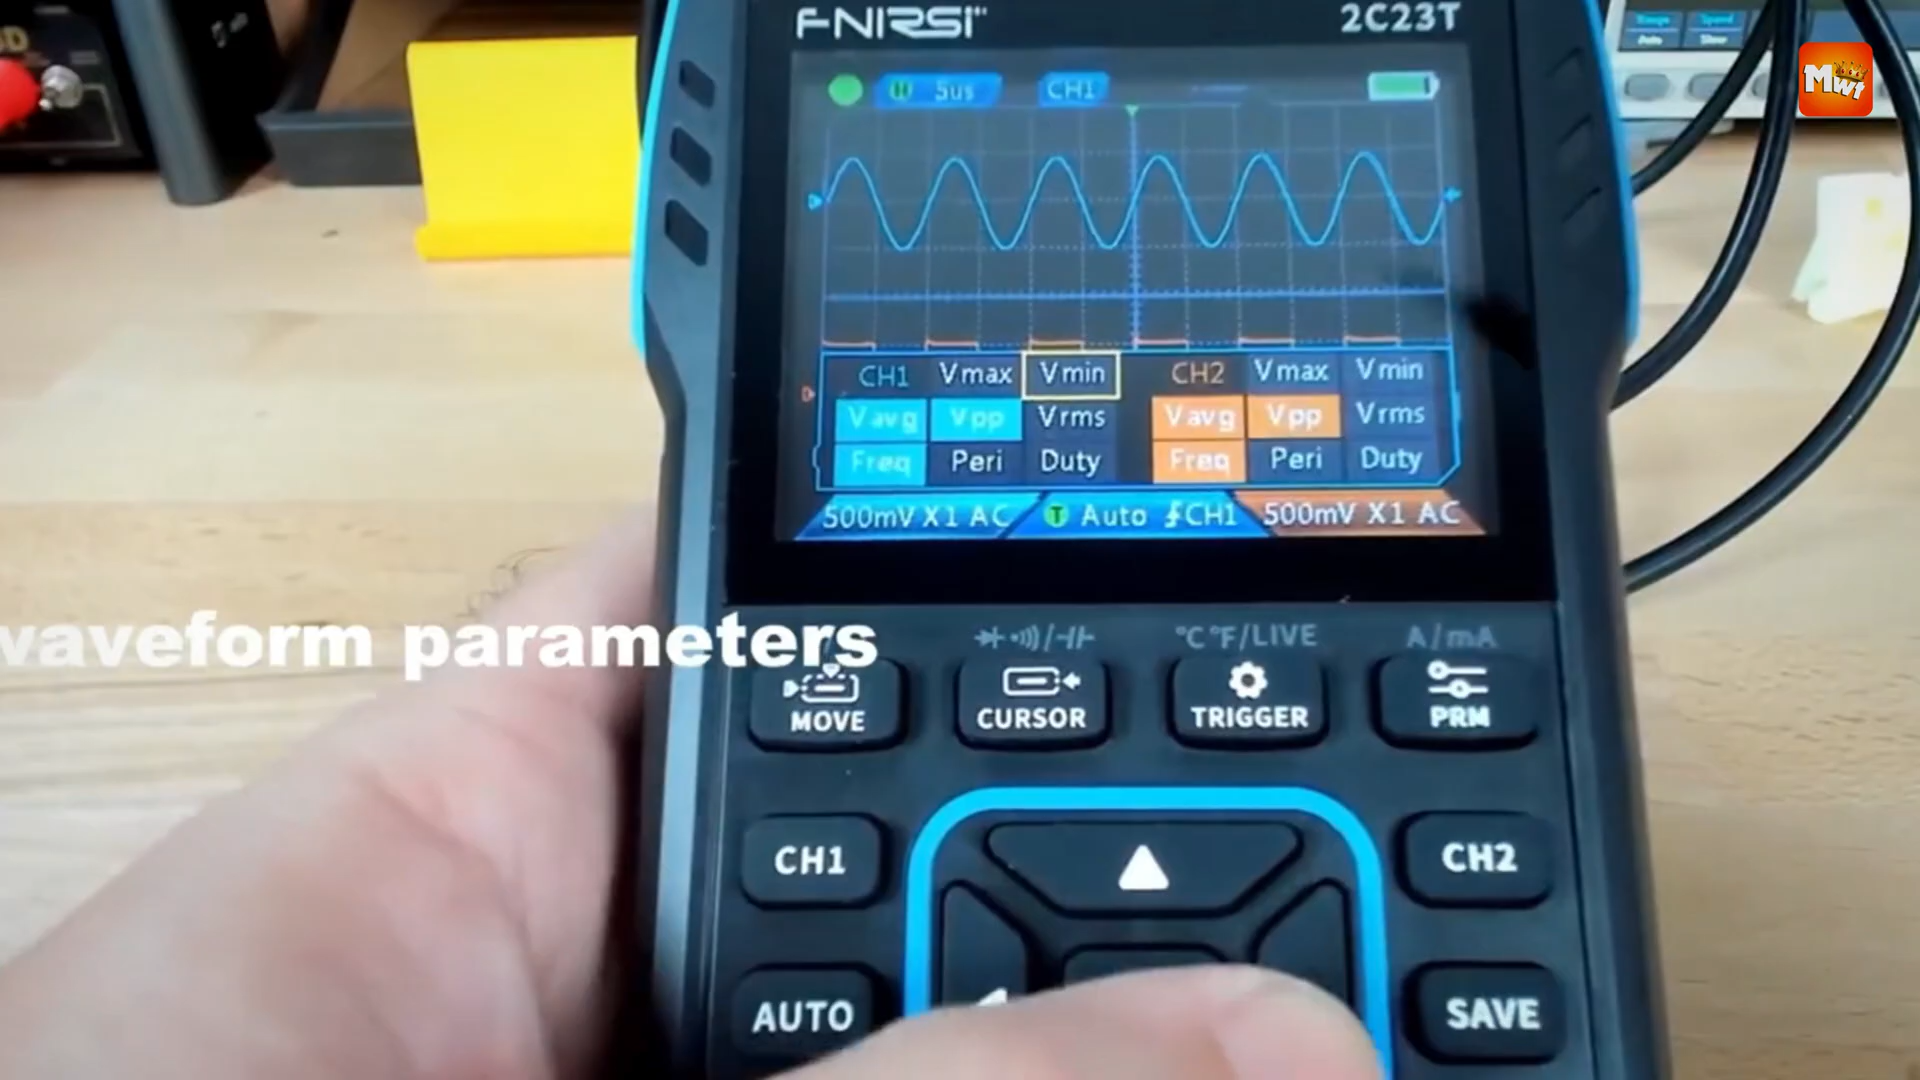 FNIRSI
2C23T
H 5us CH1
CH1 Vmax Vmin CH2 Vmax Vmin
Vavg Vpp Vrms Vavg Vpp Vrms
Freq Peri Duty Freq Peri Duty
500mV X1 AC T Auto CH1 500mV X1 AC
waveform parameters
°C°F/LIVE A/mA
MOVE CURSOR TRIGGER PRM
CH1 CH2
AUTO SAVE
MWT